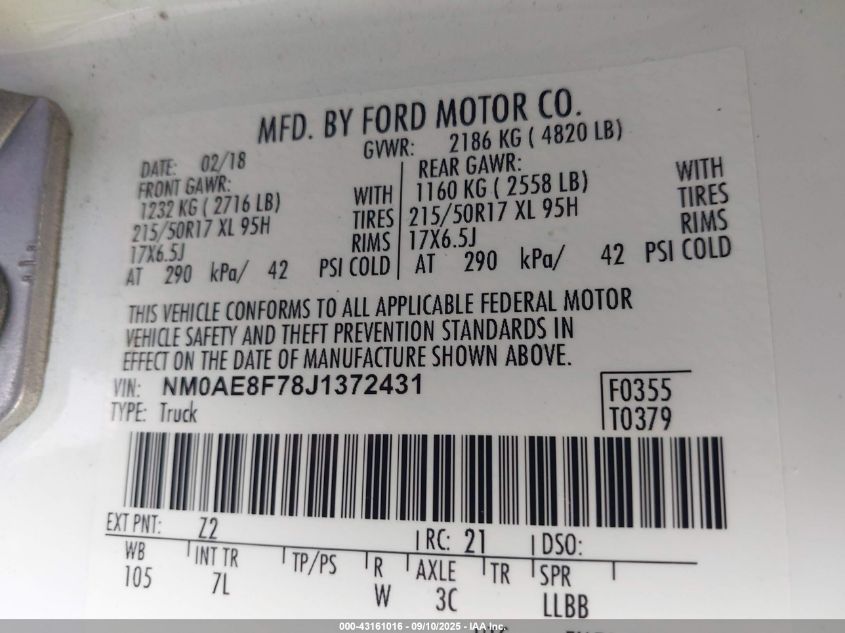 MFD. BY FORD MOTOR CO.
DATE: 02/18 GVWR: 2186 KG ( 4820 LB)
FRONT GAWR: REAR GAWR:
1232 KG ( 2716 LB) WITH 1160 KG ( 2558 LB) WITH
215/50R17 XL 95H TIRES 215/50R17 XL 95H TIRES
17X6.5J RIMS 17X6.5J RIMS
AT 290 kPa/ 42 PSI COLD AT 290 kPa/ 42 PSI COLD
THIS VEHICLE CONFORMS TO ALL APPLICABLE FEDERAL MOTOR
VEHICLE SAFETY AND THEFT PREVENTION STANDARDS IN
EFFECT ON THE DATE OF MANUFACTURE SHOWN ABOVE.
VIN: NM0AE8F78J1372431 F0355
TYPE: Truck T0379
EXT PNT: Z2 RC: 21 DSO:
WB INT TR TP/PS R AXLE TR SPR
105 7L W 3C LLBB
000-43161016 - 09/10/2025 - IAA Inc.